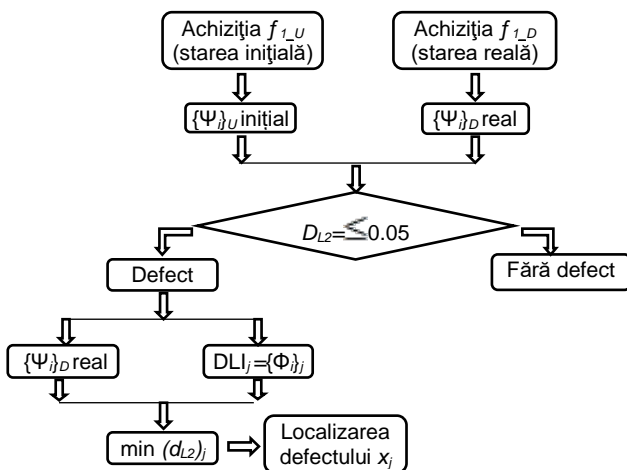 Achiziţia f1_U
(starea iniţială)
Achiziţia f1_D
(starea reală)
{Ψi}U iniţial
{Ψi}D real
DL2=≤0.05
Defect
Fără defect
{Ψi}D real
DLIj={Φi}j
min (dL2)j
Localizarea
defectului xj